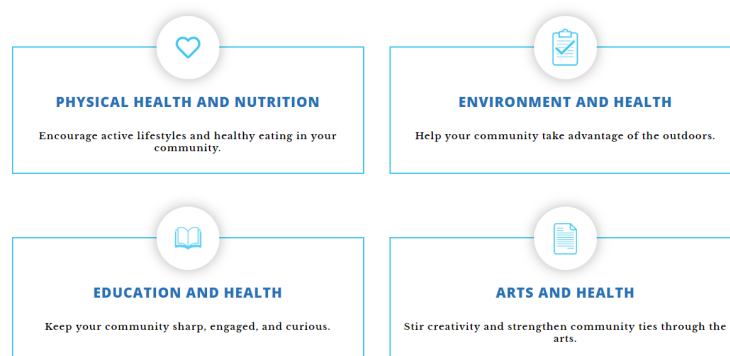 PHYSICAL HEALTH AND NUTRITION
Encourage active lifestyles and healthy eating in your
community.
ENVIRONMENT AND HEALTH
Help your community take advantage of the outdoors.
EDUCATION AND HEALTH
Keep your community sharp, engaged, and curious.
ARTS AND HEALTH
Stir creativity and strengthen community ties through the
arts.